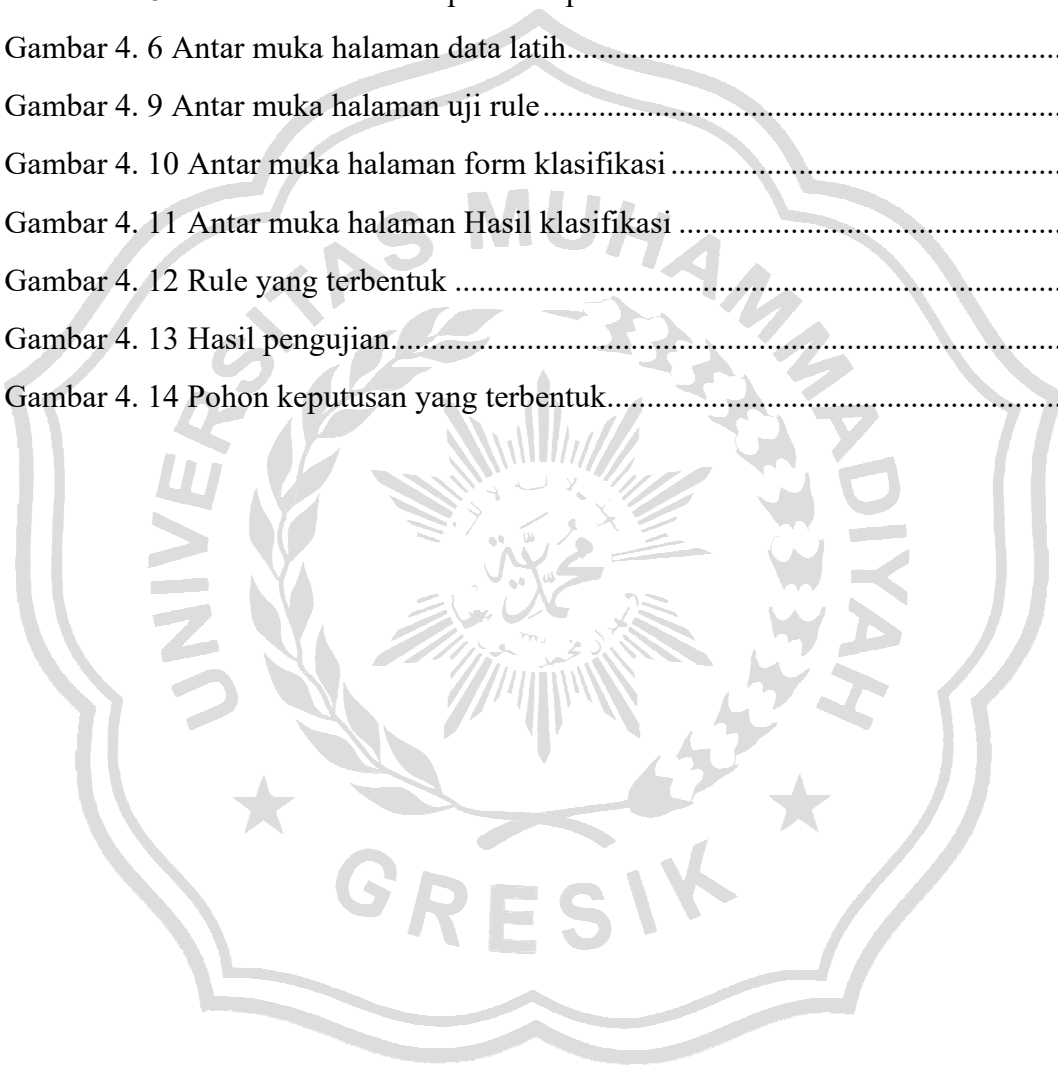 Gambar 4. 6 Antar muka halaman data latih
Gambar 4. 9 Antar muka halaman uji rule
Gambar 4. 10 Antar muka halaman form klasifikasi
Gambar 4. 11 Antar muka halaman Hasil klasifikasi
Gambar 4. 12 Rule yang terbentuk
Gambar 4. 13 Hasil pengujian
Gambar 4. 14 Pohon keputusan yang terbentuk
UNIVERSITAS MUHAMMADIYAH
محمدية
GRESIK